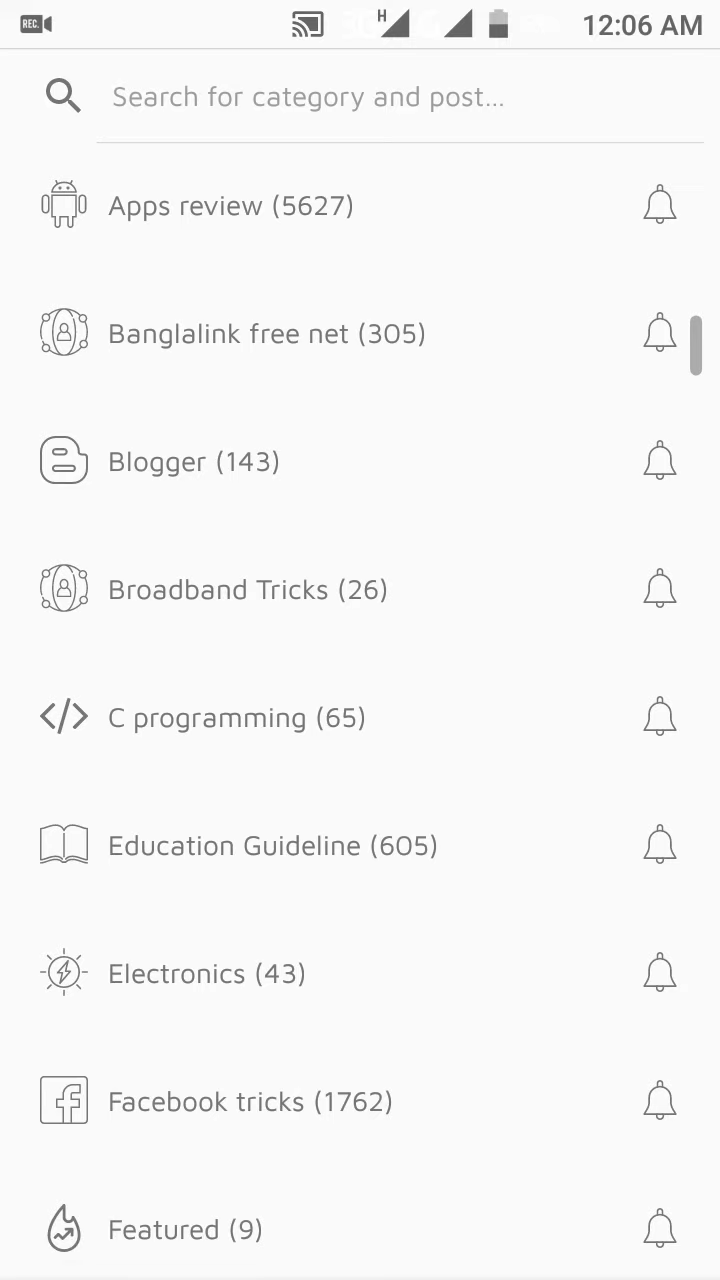 REC.
H
12:06 AM
Search for category and post...
Apps review (5627)
Banglalink free net (305)
Blogger (143)
Broadband Tricks (26)
C programming (65)
Education Guideline (605)
Electronics (43)
Facebook tricks (1762)
Featured (9)